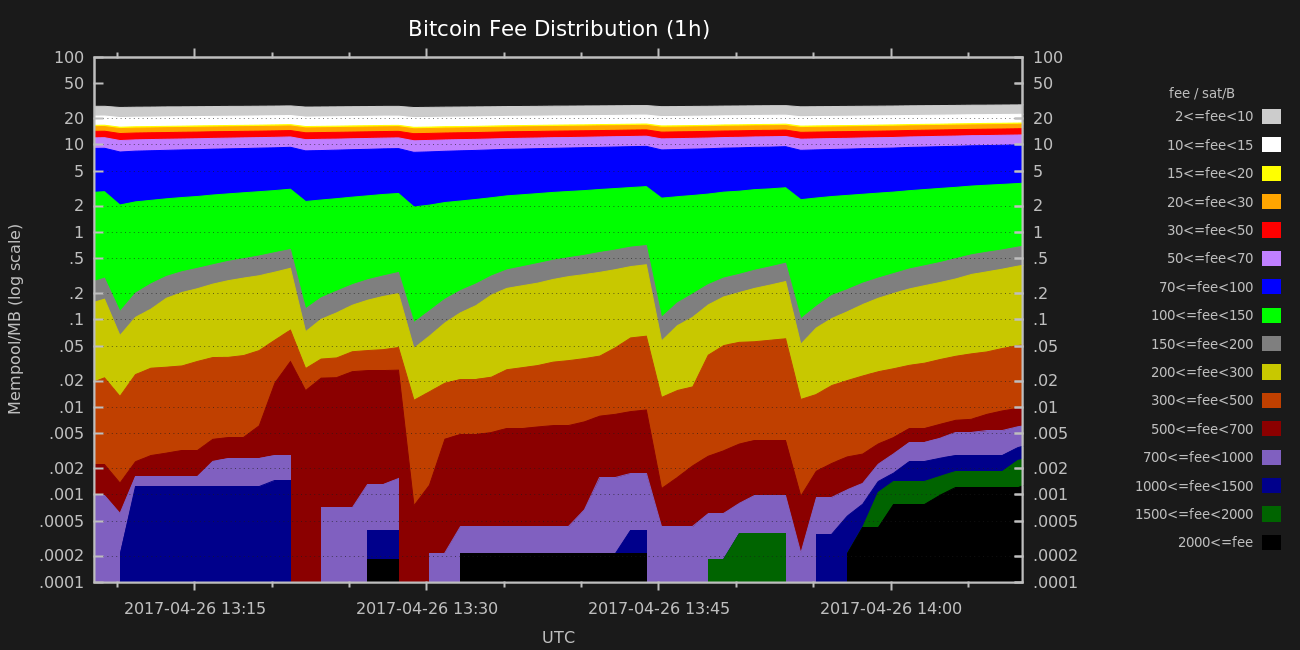 Bitcoin Fee Distribution (1h)
Mempool/MB (log scale)
100
50
20
10
5
2
1
.5
.2
.1
.05
.02
.01
.005
.002
.001
.0005
.0002
.0001
100
50
20
10
5
2
1
.5
.2
.1
.05
.02
.01
.005
.002
.001
.0005
.0002
.0001
fee / sat/B
2<=fee<10
10<=fee<15
15<=fee<20
20<=fee<30
30<=fee<50
50<=fee<70
70<=fee<100
100<=fee<150
150<=fee<200
200<=fee<300
300<=fee<500
500<=fee<700
700<=fee<1000
1000<=fee<1500
1500<=fee<2000
2000<=fee
2017-04-26 13:15 2017-04-26 13:30 2017-04-26 13:45 2017-04-26 14:00
UTC